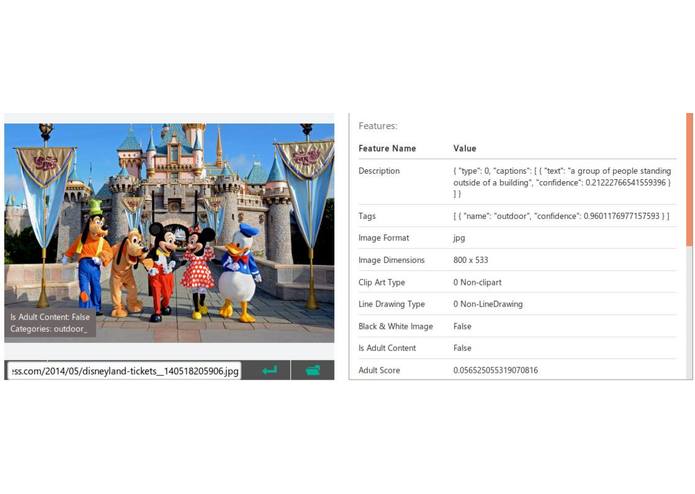 Is Adult Content: False
Categories: outdoor_
ess.com/2014/05/disneyland-tickets__140518205906.jpg
Features:
Feature Name Value
Description { "type": 0, "captions": [ { "text": "a group of people standing
outside of a building", "confidence": 0.21222766541559396 }
] }
Tags [ { "name": "outdoor", "confidence": 0.9601176977157593 } ]
Image Format jpg
Image Dimensions 800 x 533
Clip Art Type 0 Non-clipart
Line Drawing Type 0 Non-LineDrawing
Black & White Image False
Is Adult Content False
Adult Score 0.056525055319070816